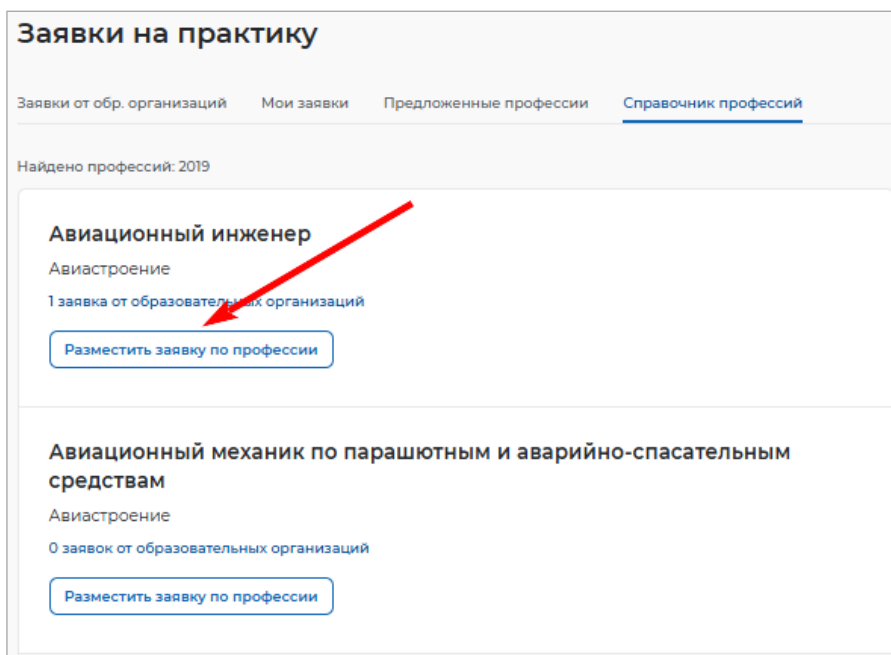 Заявки на практику
Заявки от обр. организаций Мои заявки Предложенные профессии Справочник профессий
Найдено профессий: 2019
Авиационный инженер
Авиастроение
1 заявка от образовательных организаций
Разместить заявку по профессии
Авиационный механик по парашютным и аварийно-спасательным
средствам
Авиастроение
0 заявок от образовательных организаций
Разместить заявку по профессии